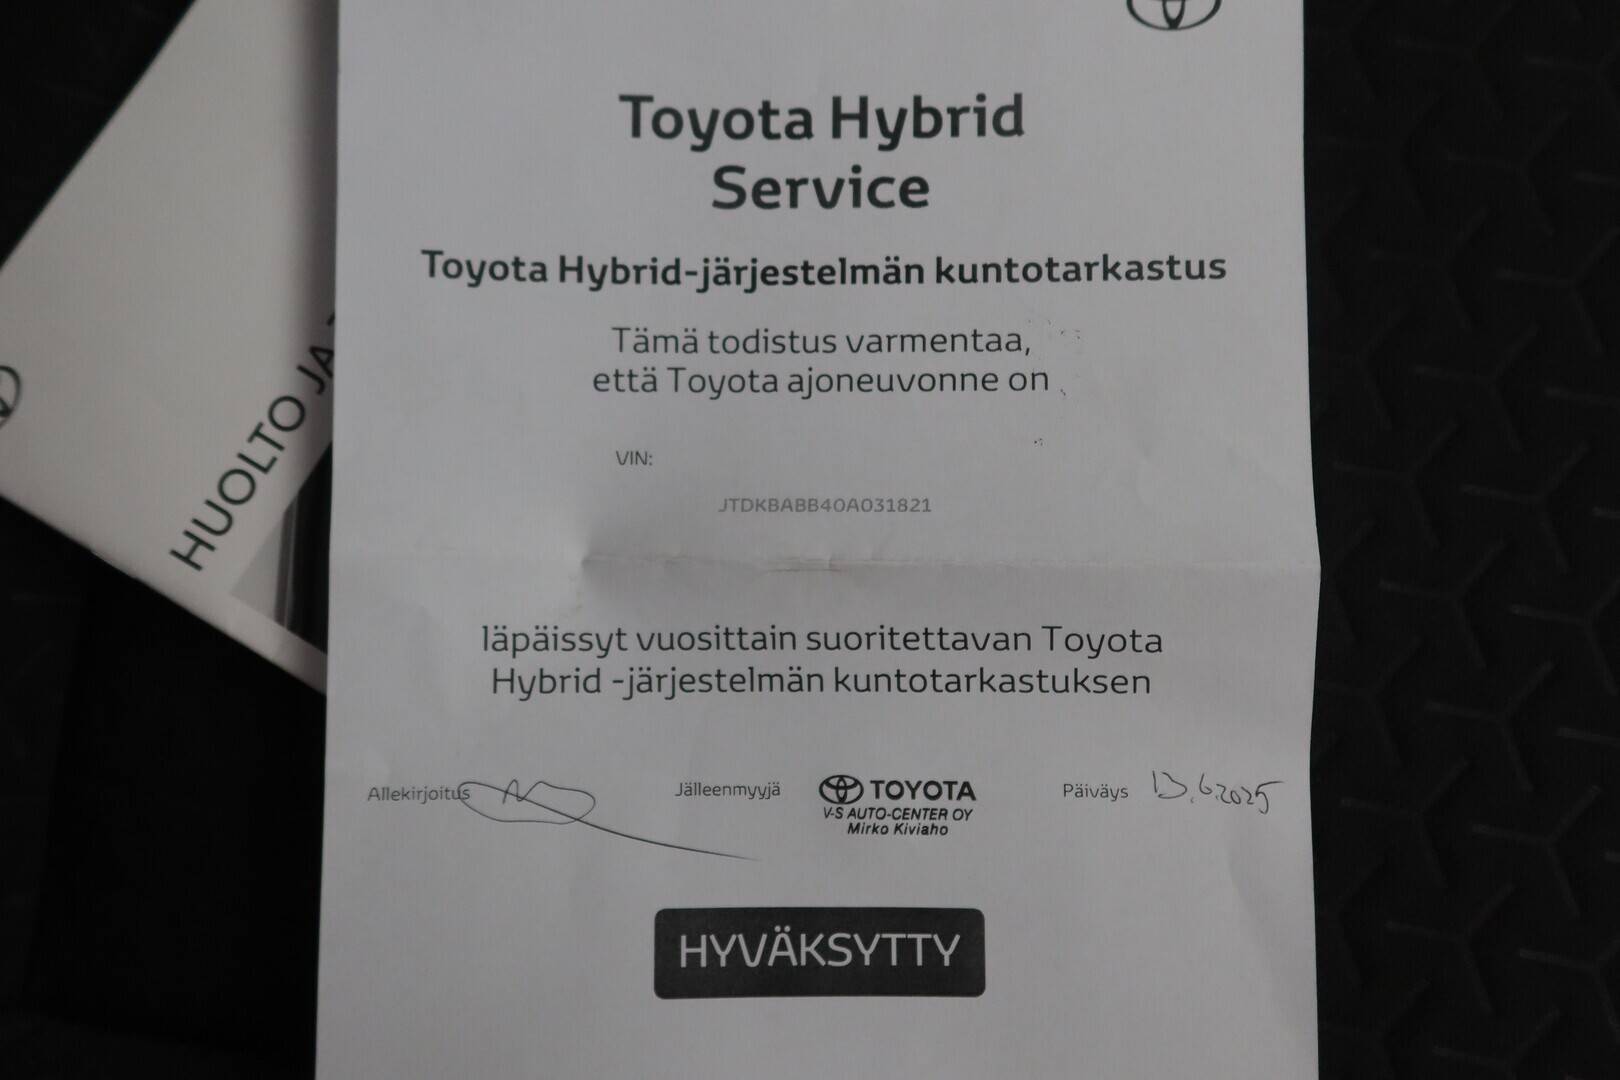 Toyota Hybrid
Service
Toyota Hybrid-järjestelmän kuntotarkastus
Tämä todistus varmentaa,
että Toyota ajoneuvonne on
VIN:
JTDKBABB40A031821
läpäissyt vuosittain suoritettavan Toyota
Hybrid -järjestelmän kuntotarkastuksen
Allekirjoitus
Jälleenmyyjä
TOYOTA
V-S AUTO-CENTER OY
Mirko Kiviaho
Päiväys 13.6.2025
HYVÄKSYTTY
HUOLTO JA